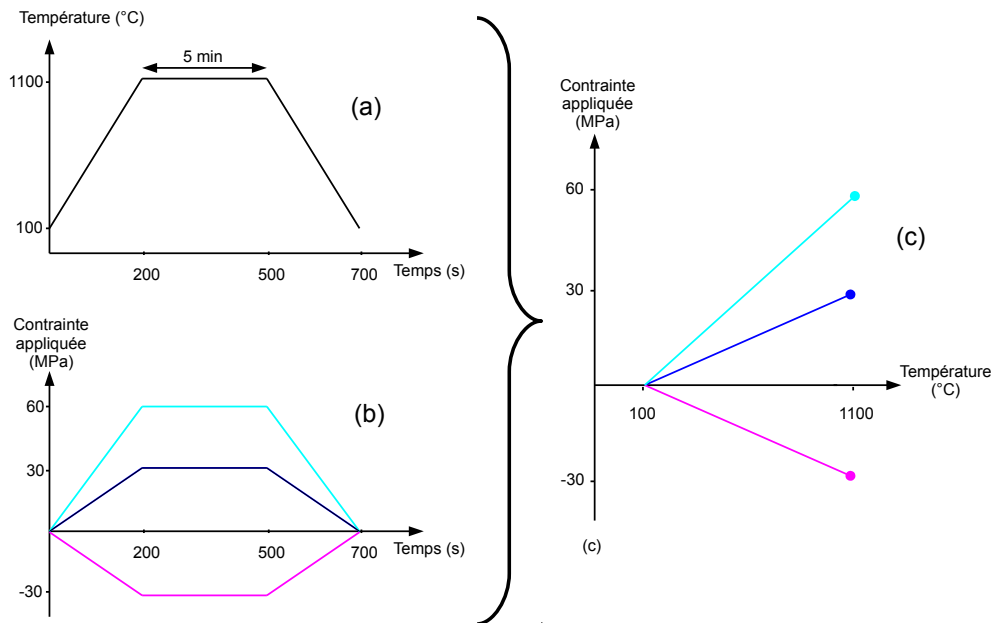 Température (°C)
5 min
1100
(a)
100
200
500
700
Temps (s)
Contrainte
appliquée
(MPa)
60
(b)
30
200
500
700
Temps (s)
-30
Contrainte
appliquée
(MPa)
60
(c)
30
Température
(°C)
100
1100
-30
(c)